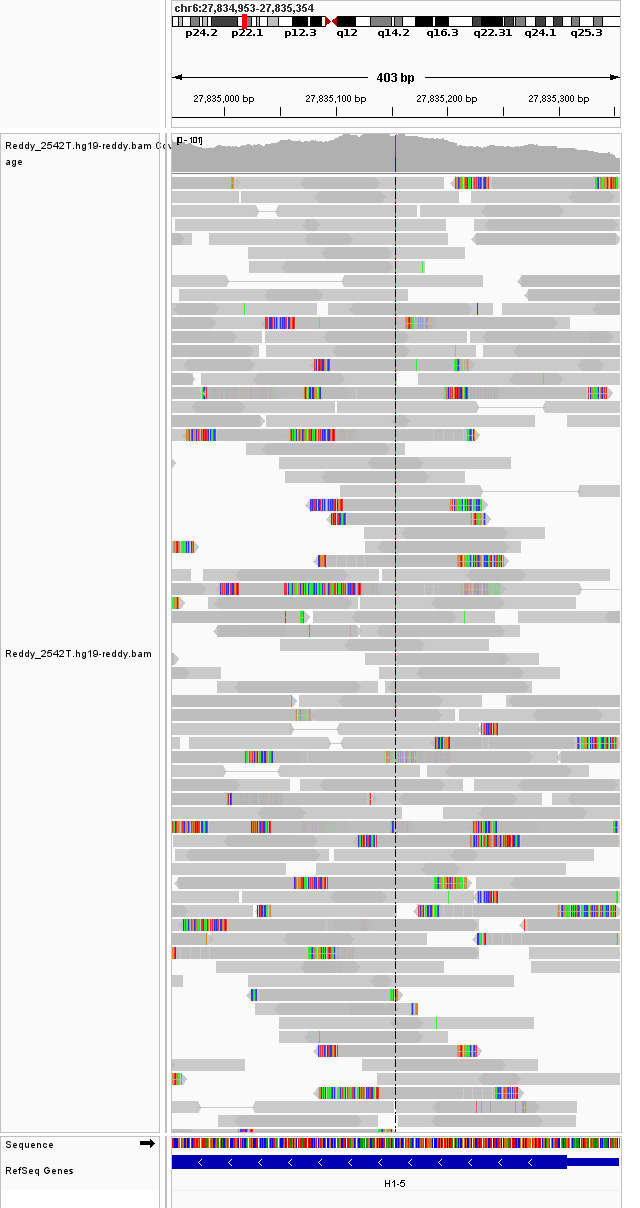 chr6:27,834,953-27,835,354
p24.2 p22.1 p12.3 q12 q14.2 q16.3 q22.31 q24.1 q25.3
403 bp
27,835,000 bp 27,835,100 bp 27,835,200 bp 27,835,300 bp
Reddy_2542T.hg19-reddy.bam
age
[0 - 101]
Reddy_2542T.hg19-reddy.bam
Sequence
RefSeq Genes
H1-5